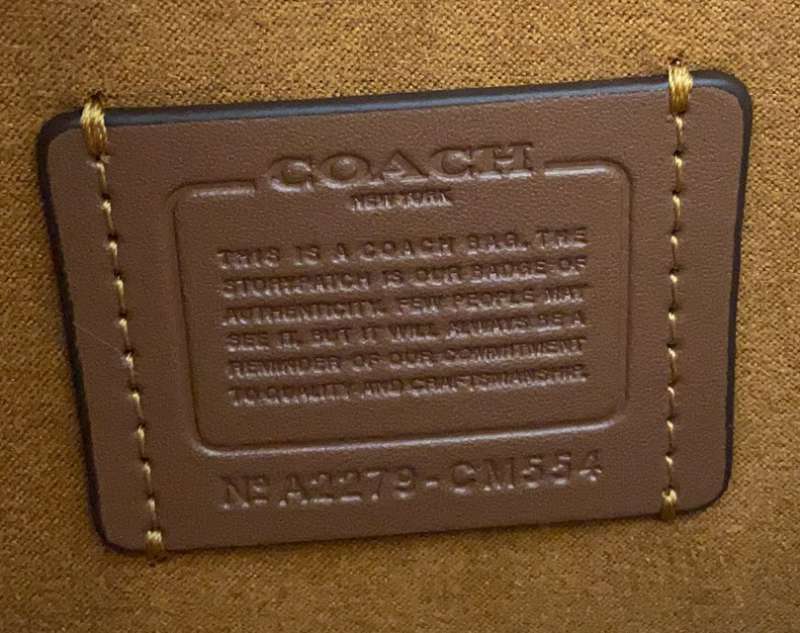 COACH
NEW YORK
THIS IS A COACH BAG. THE
STORYPATCH IS OUR BADGE OF
AUTHENTICITY. FEW PEOPLE MAY
SEE IT, BUT IT WILL ALWAYS BE A
REMINDER OF OUR COMMITMENT
TO QUALITY AND CRAFTSMANSHIP.
Nº A2279-CM554